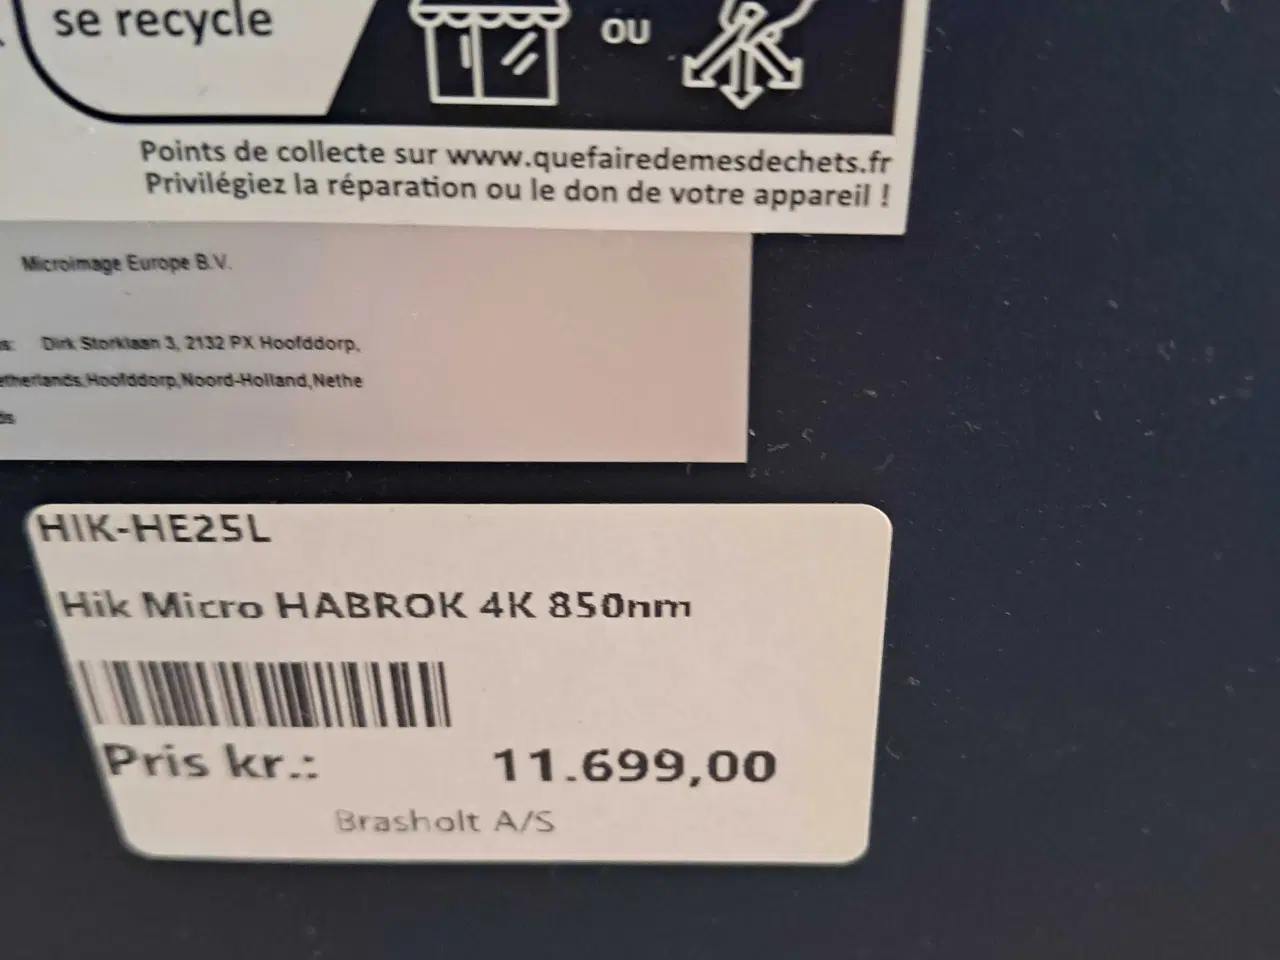 se recycle
OU
Points de collecte sur www.quefairedemesdechets.fr
Privilégiez la réparation ou le don de votre appareil !
Microimage Europe B.V.
Dirk Storklaan 3, 2132 PX Hoofddorp,
etherlands,Hoofddorp,Noord-Holland,Nethe
ds
HIK-HE25L
Hik Micro HABROK 4K 850nm
Pris kr.: 11.699,00
Brasholt A/S